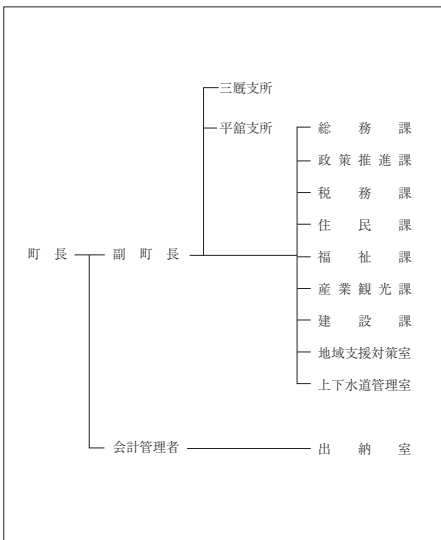 三厩支所
平舘支所
総務課
政策推進課
税務課
住民課
町長 副町長 福祉課
産業観光課
建設課
地域支援対策室
上下水道管理室
会計管理者 出納室